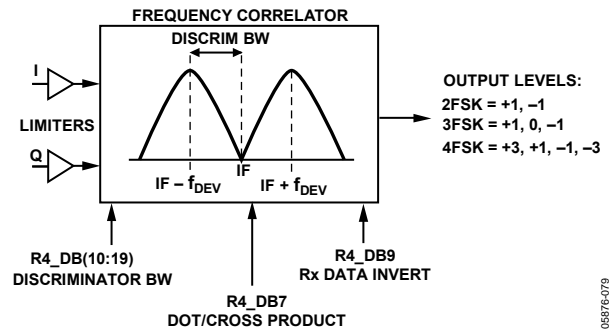 FREQUENCY CORRELATOR
DISCRIM BW
I
LIMITERS
Q
IF
IF – fDEV
IF + fDEV
OUTPUT LEVELS:
2FSK = +1, –1
3FSK = +1, 0, –1
4FSK = +3, +1, –1, –3
R4_DB(10:19)
DISCRIMINATOR BW
R4_DB7
DOT/CROSS PRODUCT
R4_DB9
Rx DATA INVERT
05876-079